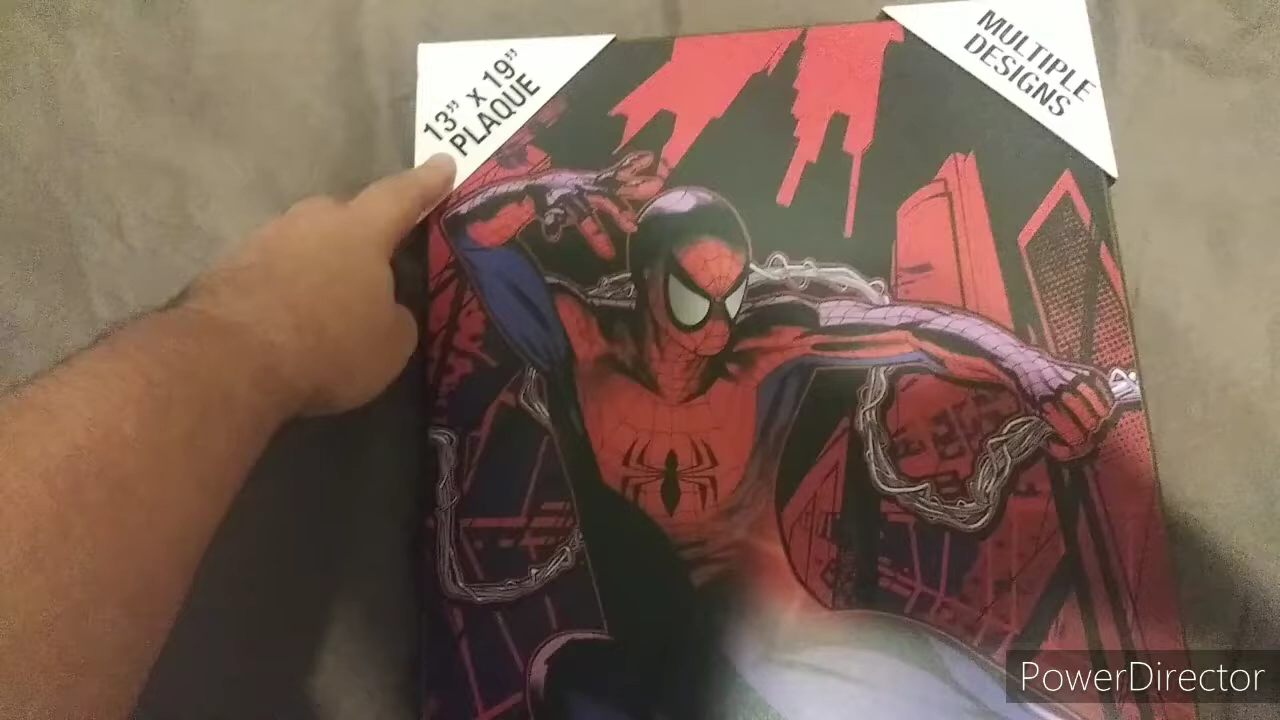 13” x 19”
PLAQUE
MULTIPLE
DESIGNS
PowerDirector